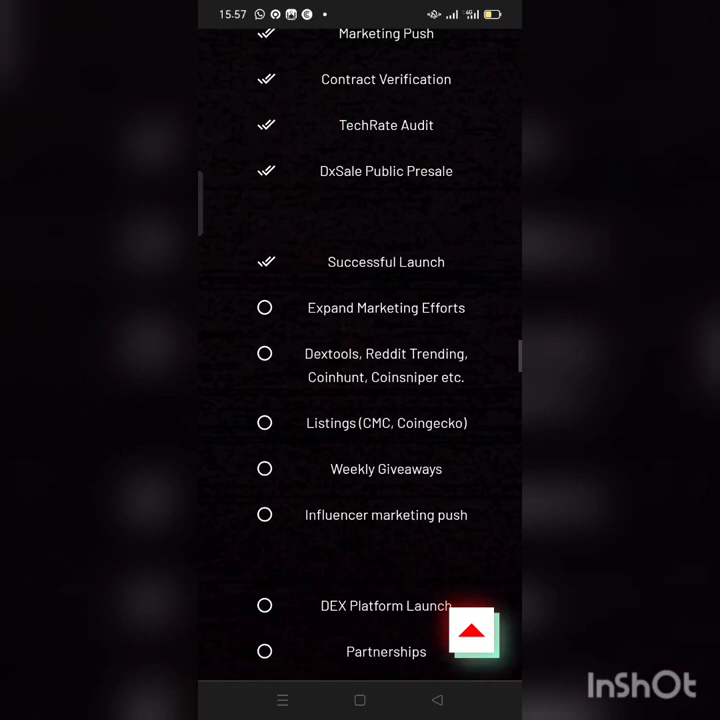 15.57
4G
Marketing Push
Contract Verification
TechRate Audit
DxSale Public Presale
Successful Launch
Expand Marketing Efforts
Dextools, Reddit Trending,
Coinhunt, Coinsniper etc.
Listings (CMC, Coingecko)
Weekly Giveaways
Influencer marketing push
DEX Platform Launch
Partnerships
InShOt